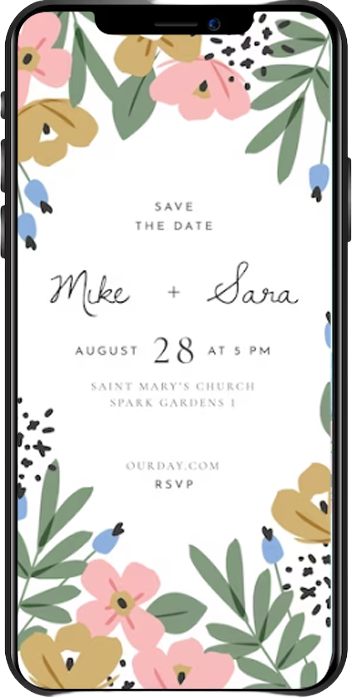 SAVE
THE DATE
Mike + Sara
AUGUST 28 AT 5 PM
SAINT MARY'S CHURCH
SPARK GARDENS 1
OURDAY.COM
RSVP